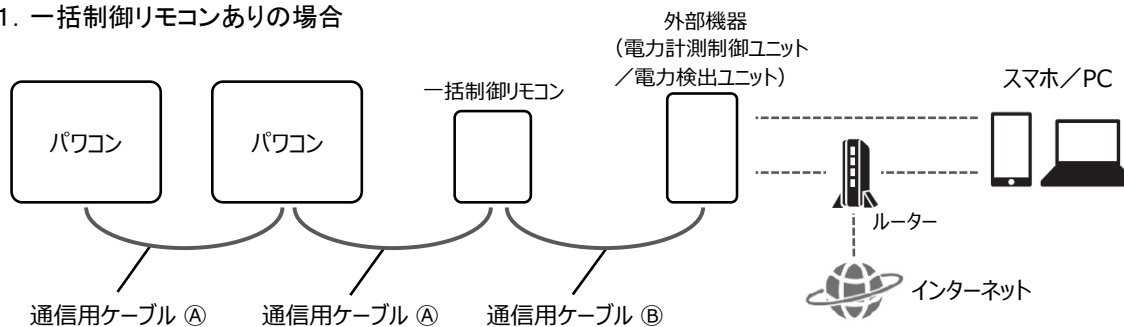 1. 一括制御リモコンありの場合
外部機器
（電力計測制御ユニット
／電力検出ユニット）
スマホ／PC
一括制御リモコン
パワコン
パワコン
ルーター
インターネット
通信用ケーブル Ⓐ
通信用ケーブル Ⓐ
通信用ケーブル Ⓑ